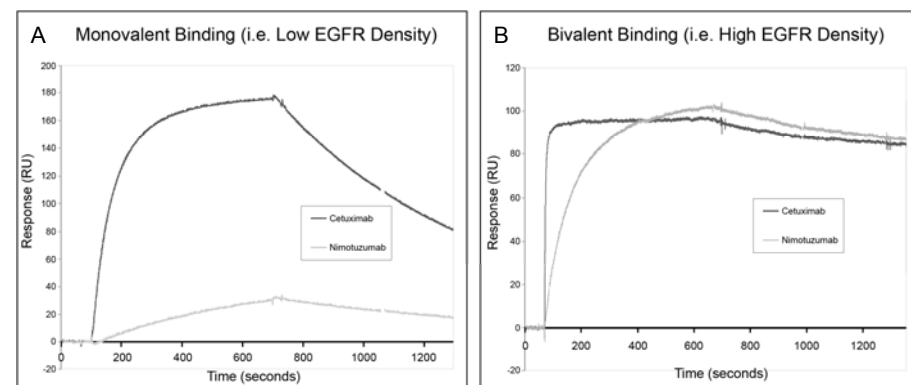 A Monovalent Binding (i.e. Low EGFR Density)
200
180
160
140
120
100
80
60
40
20
0
-20
Response (RU)
Cetuximab
Nimotuzumab
0 200 400 600 800 1000 1200
Time (seconds)
B Bivalent Binding (i.e. High EGFR Density)
120
100
80
60
40
20
0
-20
Response (RU)
Cetuximab
Nimotuzumab
0 200 400 600 800 1000 1200
Time (seconds)